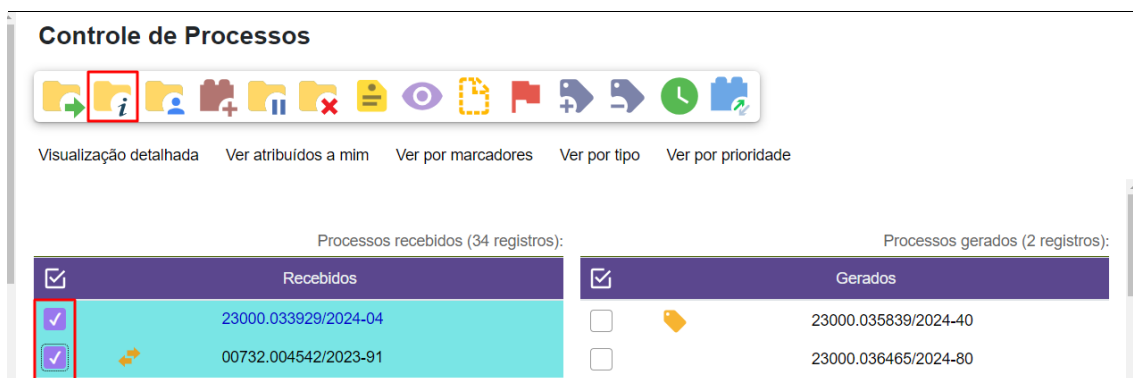 Controle de Processos
Visualização detalhada Ver atribuídos a mim Ver por marcadores Ver por tipo Ver por prioridade
Processos recebidos (34 registros):
Recebidos
23000.033929/2024-04
00732.004542/2023-91
Processos gerados (2 registros):
Gerados
23000.035839/2024-40
23000.036465/2024-80